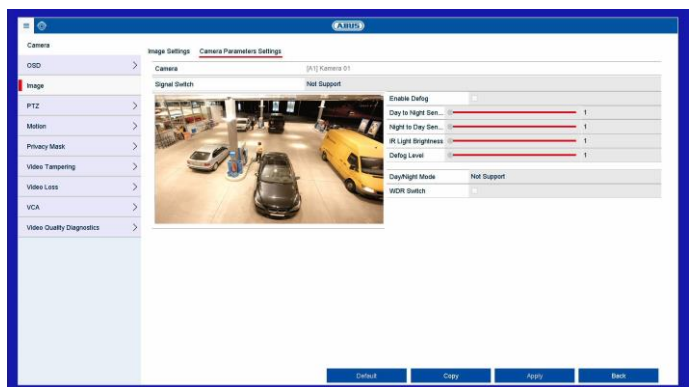 ABUS
Camera
OSD
Image
PTZ
Motion
Privacy Mask
Video Tampering
Video Loss
VCA
Video Quality Diagnostics
Image Settings Camera Parameters Settings
Camera [A1] Kamera 01
Signal Switch Not Support
Enable Defog
Day to Night Sen... 1
Night to Day Sen... 1
IR Light Brightness 1
Defog Level 1
Day/Night Mode Not Support
WDR Switch
Default Copy Apply Back